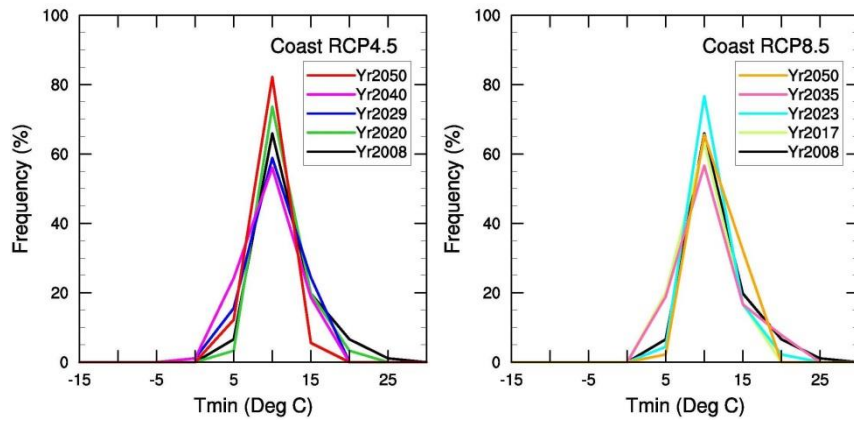 100
Coast RCP4.5
Yr2050
Yr2040
Yr2029
Yr2020
Yr2008
80
60
40
20
0
Frequency (%)
-15
-5
5
15
25
Tmin (Deg C)
100
Coast RCP8.5
Yr2050
Yr2035
Yr2023
Yr2017
Yr2008
80
60
40
20
0
Frequency (%)
-15
-5
5
15
25
Tmin (Deg C)